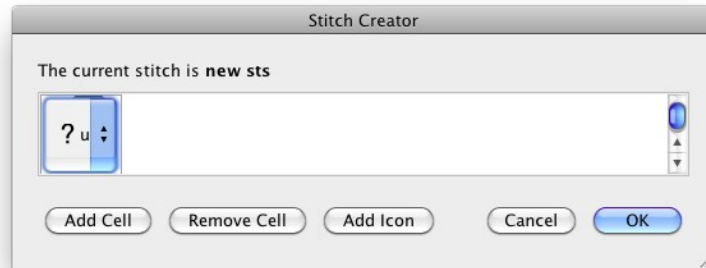 Stitch Creator
The current stitch is new sts
? u
Add Cell Remove Cell Add Icon Cancel OK